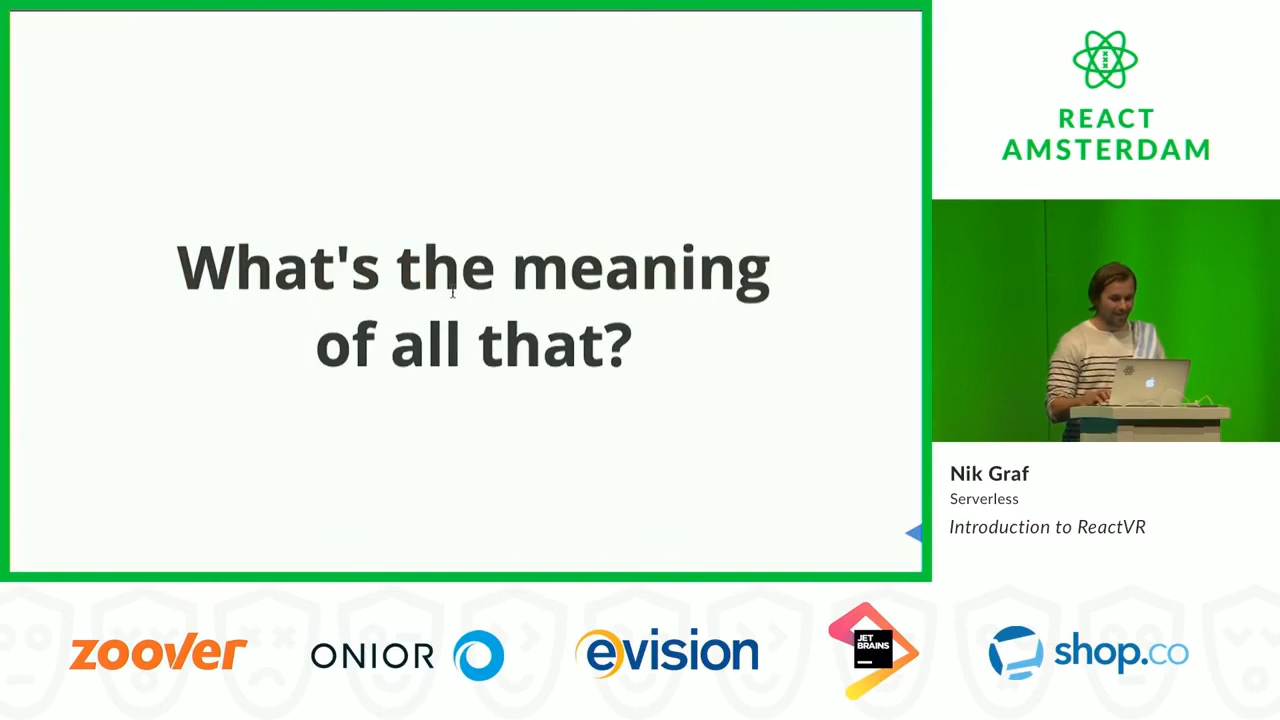 What's the meaning
of all that?
REACT
AMSTERDAM
Nik Graf
Serverless
Introduction to ReactVR
zoover
ONIOR
evision
JET
BRAINS
shop.co